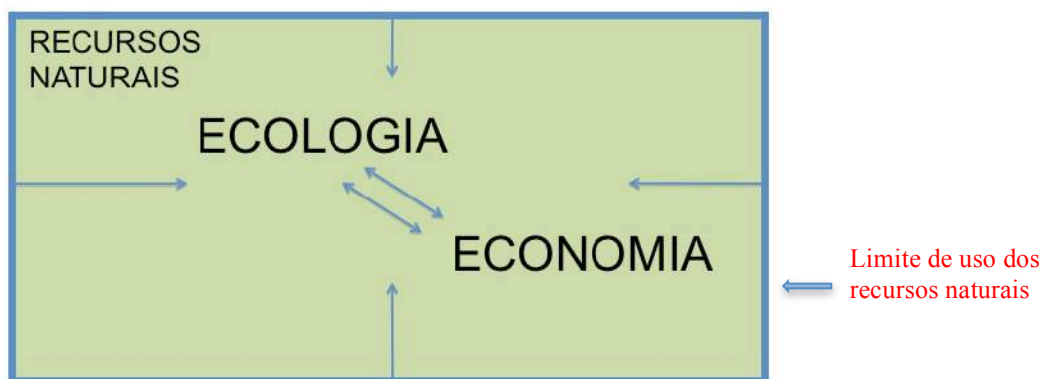 RECURSOS
NATURAIS
ECOLOGIA
ECONOMIA
Limite de uso dos
recursos naturais